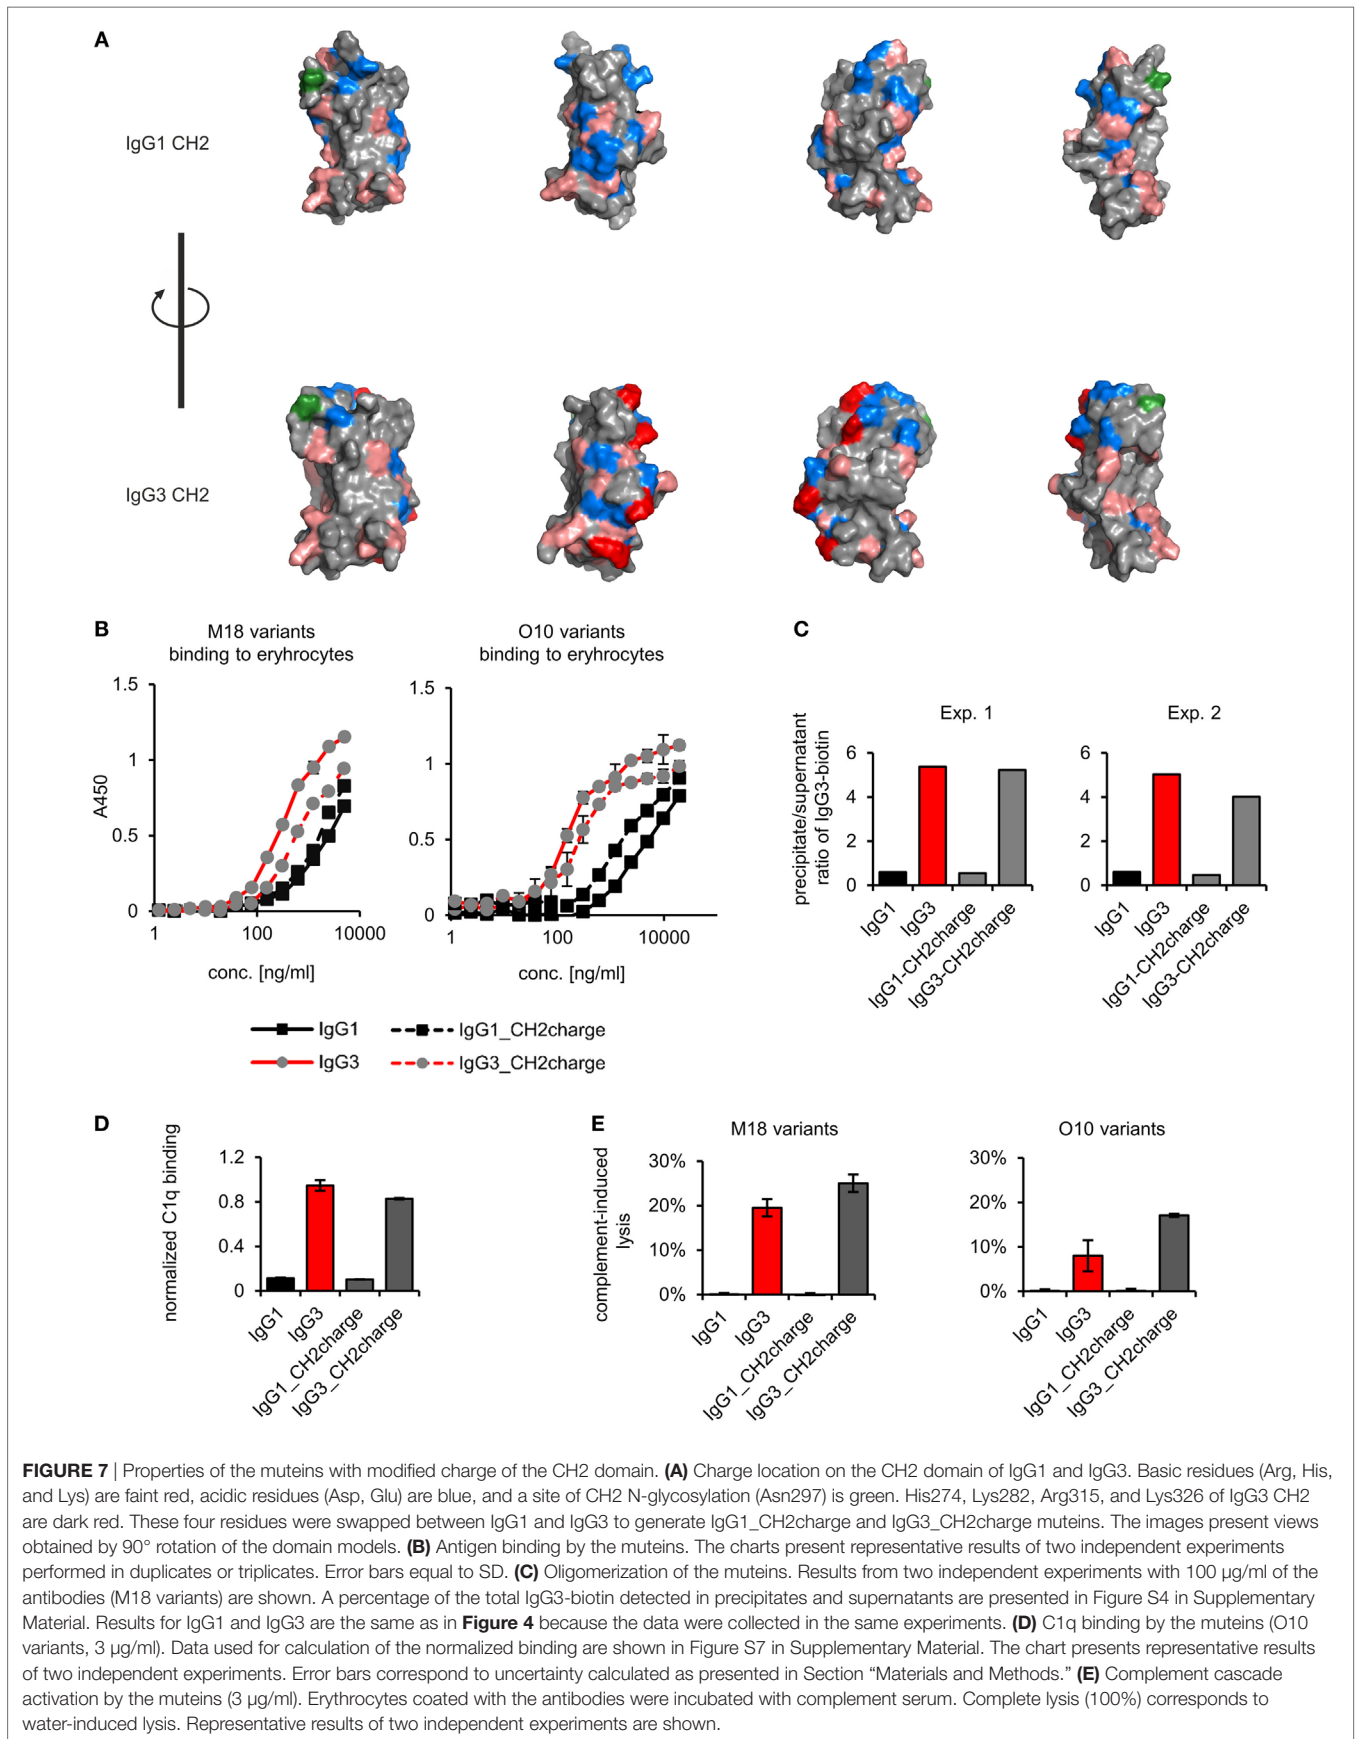 A
IgG1 CH2
IgG3 CH2
B
M18 variants
binding to eryhrocytes
O10 variants
binding to eryhrocytes
A450
1.5
1
0.5
0
1
100
10000
conc. [ng/ml]
1.5
1
0.5
0
1
100
10000
conc. [ng/ml]
IgG1
IgG1_CH2charge
IgG3
IgG3_CH2charge
C
precipitate/supernatant
ratio of IgG3-biotin
Exp. 1
6
4
2
0
IgG1
IgG3
IgG1-CH2charge
IgG3-CH2charge
Exp. 2
6
4
2
0
IgG1
IgG3
IgG1-CH2charge
IgG3-CH2charge
D
normalized C1q binding
1.2
0.8
0.4
0
IgG1
IgG3
IgG1_CH2charge
IgG3_CH2charge
E
complement-induced
lysis
M18 variants
30%
20%
10%
0%
IgG1
IgG3
IgG1_CH2charge
IgG3_CH2charge
O10 variants
30%
20%
10%
0%
IgG1
IgG3
IgG1_CH2charge
IgG3_CH2charge
FIGURE 7 | Properties of the muteins with modified charge of the CH2 domain. (A) Charge location on the CH2 domain of IgG1 and IgG3. Basic residues (Arg, His,
and Lys) are faint red, acidic residues (Asp, Glu) are blue, and a site of CH2 N-glycosylation (Asn297) is green. His274, Lys282, Arg315, and Lys326 of IgG3 CH2
are dark red. These four residues were swapped between IgG1 and IgG3 to generate IgG1_CH2charge and IgG3_CH2charge muteins. The images present views
obtained by 90° rotation of the domain models. (B) Antigen binding by the muteins. The charts present representative results of two independent experiments
performed in duplicates or triplicates. Error bars equal to SD. (C) Oligomerization of the muteins. Results from two independent experiments with 100 μg/ml of the
antibodies (M18 variants) are shown. A percentage of the total IgG3-biotin detected in precipitates and supernatants are presented in Figure S4 in Supplementary
Material. Results for IgG1 and IgG3 are the same as in Figure 4 because the data were collected in the same experiments. (D) C1q binding by the muteins (O10
variants, 3 μg/ml). Data used for calculation of the normalized binding are shown in Figure S7 in Supplementary Material. The chart presents representative results
of two independent experiments. Error bars correspond to uncertainty calculated as presented in Section “Materials and Methods.” (E) Complement cascade
activation by the muteins (3 μg/ml). Erythrocytes coated with the antibodies were incubated with complement serum. Complete lysis (100%) corresponds to
water-induced lysis. Representative results of two independent experiments are shown.